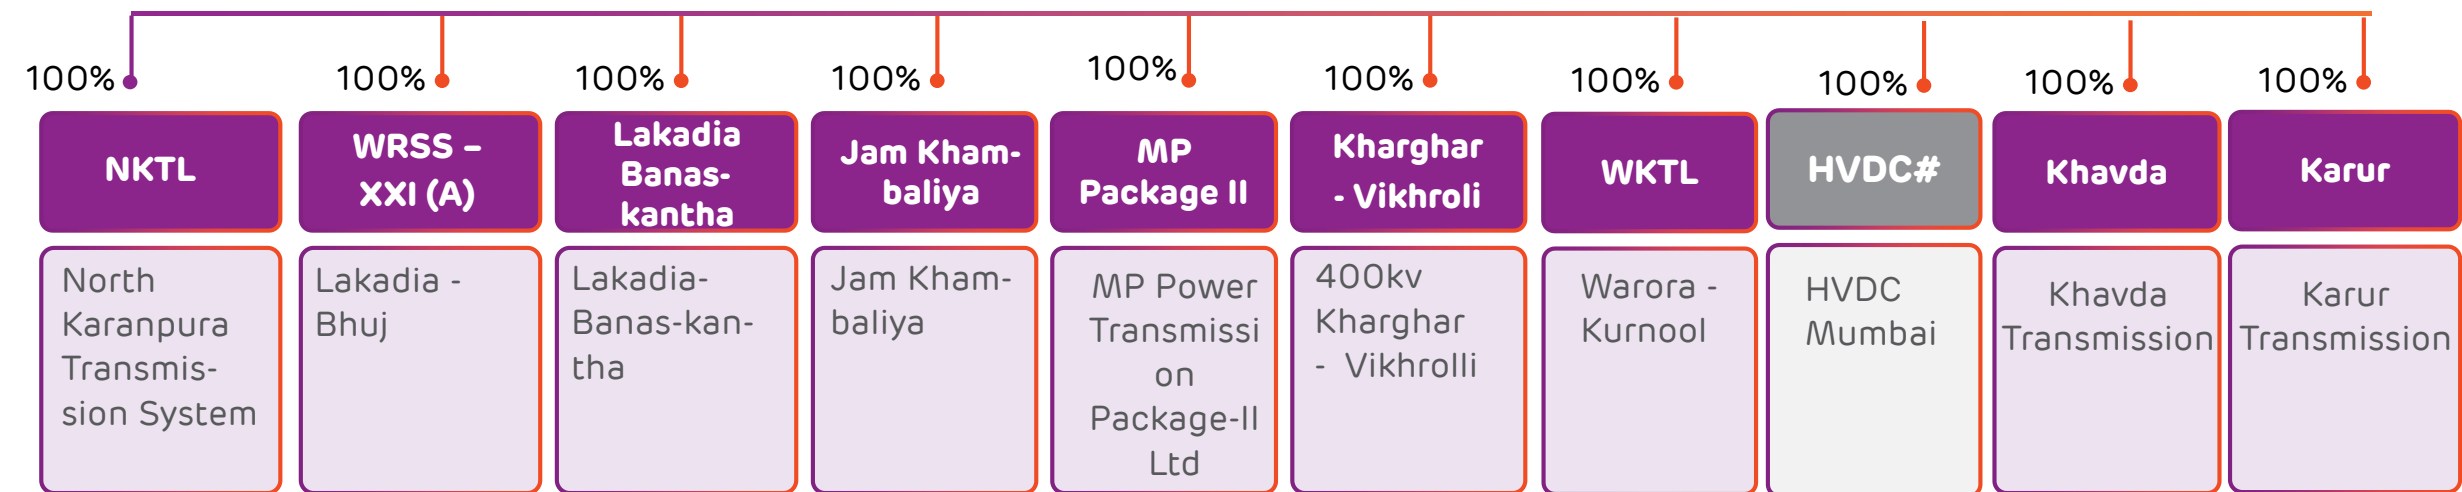 100%
100%
100%
100%
100%
100%
100%
100%
100%
100%
NKTL
WRSS –
XXI (A)
Lakadia
Banas-
kantha
Jam Kham-
baliya
MP
Package II
Kharghar
- Vikhroli
WKTL
HVDC#
Khavda
Karur
North
Karanpura
Transmis-
sion System
Lakadia -
Bhuj
Lakadia-
Banas-kan-
tha
Jam Kham-
baliya
MP Power
Transmissi
on
Package-II
Ltd
400kv
Kharghar
- Vikhrolli
Warora -
Kurnool
HVDC
Mumbai
Khavda
Transmission
Karur
Transmission